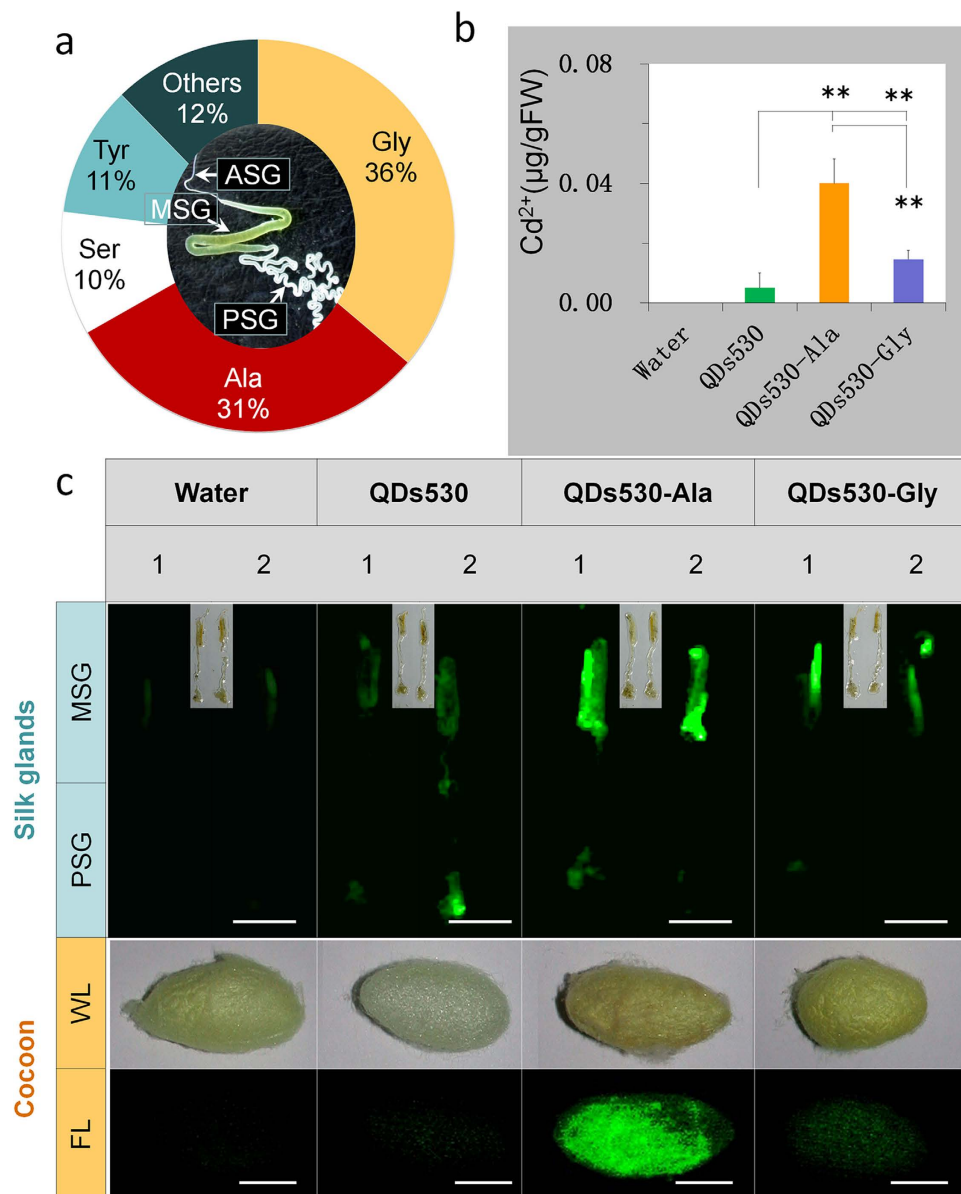 a
Others
12%
Gly
36%
Tyr
11%
ASG
MSG
Ser
10%
PSG
Ala
31%
b
Cd²⁺(μg/gFW)
0.08
0.04
0.00
**
**
**
Water
QDs530
QDs530-Ala
QDs530-Gly
c
Water QDs530 QDs530-Ala QDs530-Gly
1 2 1 2 1 2 1 2
Silk glands
MSG
PSG
Cocoon
WL
FL